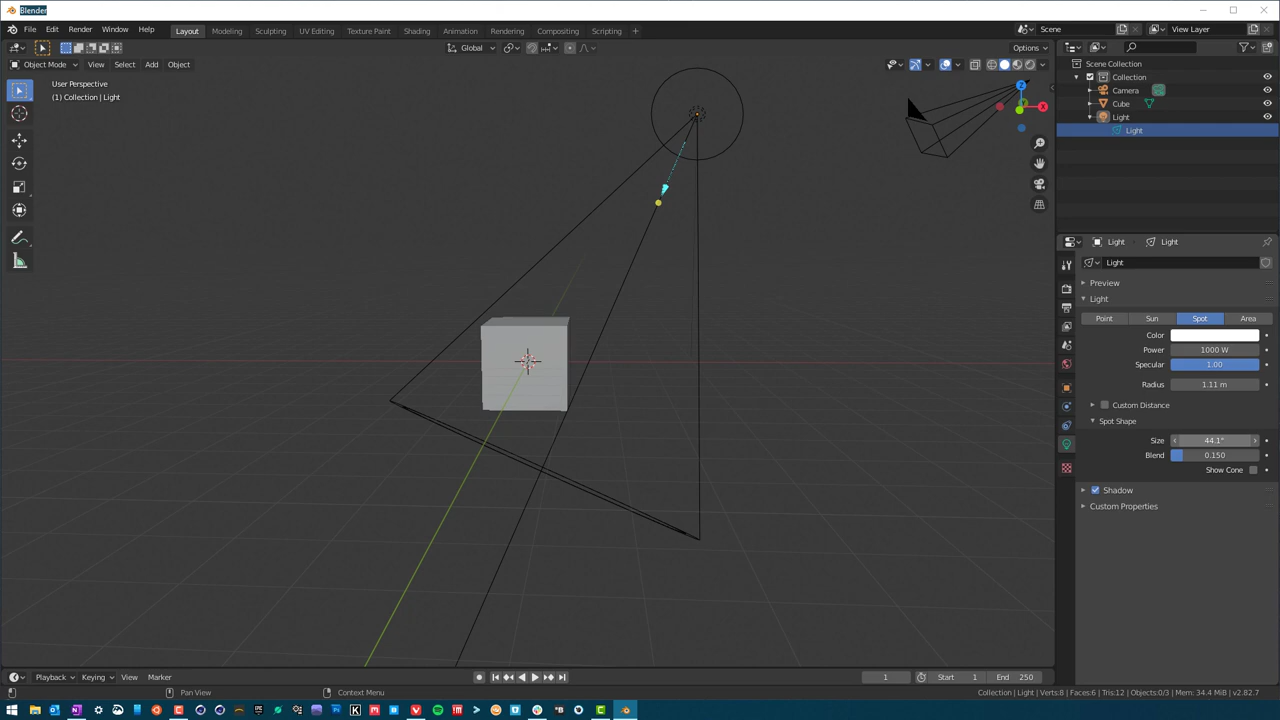 Blender
File Edit Render Window Help
Layout Modeling Sculpting UV Editing Texture Paint Shading Animation Rendering Compositing Scripting +
Scene
View Layer
Global
Options
Object Mode View Select Add Object
User Perspective
(1) Collection | Light
Z
X
Scene Collection
Collection
Camera
Cube
Light
Light
Light Light
Light
Preview
Light
Point Sun Spot Area
Color
Power 1000 W
Specular 1.00
Radius 1.11 m
Custom Distance
Spot Shape
Size 44.1°
Blend 0.150
Show Cone
Shadow
Custom Properties
Playback Keying View Marker
1
Start 1
End 250
Pan View
Context Menu
Collection | Light | Verts:8 | Faces:6 | Tris:12 | Objects:0/3 | Mem: 34.4 MiB | v2.82.7